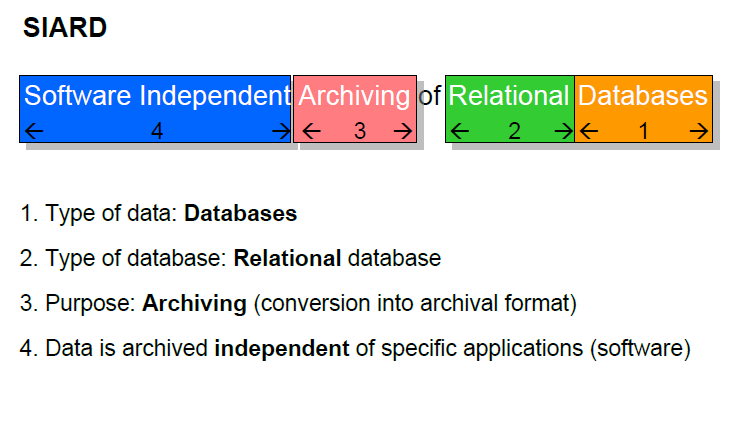 SIARD
Software Independent Archiving of Relational Databases
← 4 → ← 3 → ← 2 → ← 1 →
1. Type of data: Databases
2. Type of database: Relational database
3. Purpose: Archiving (conversion into archival format)
4. Data is archived independent of specific applications (software)